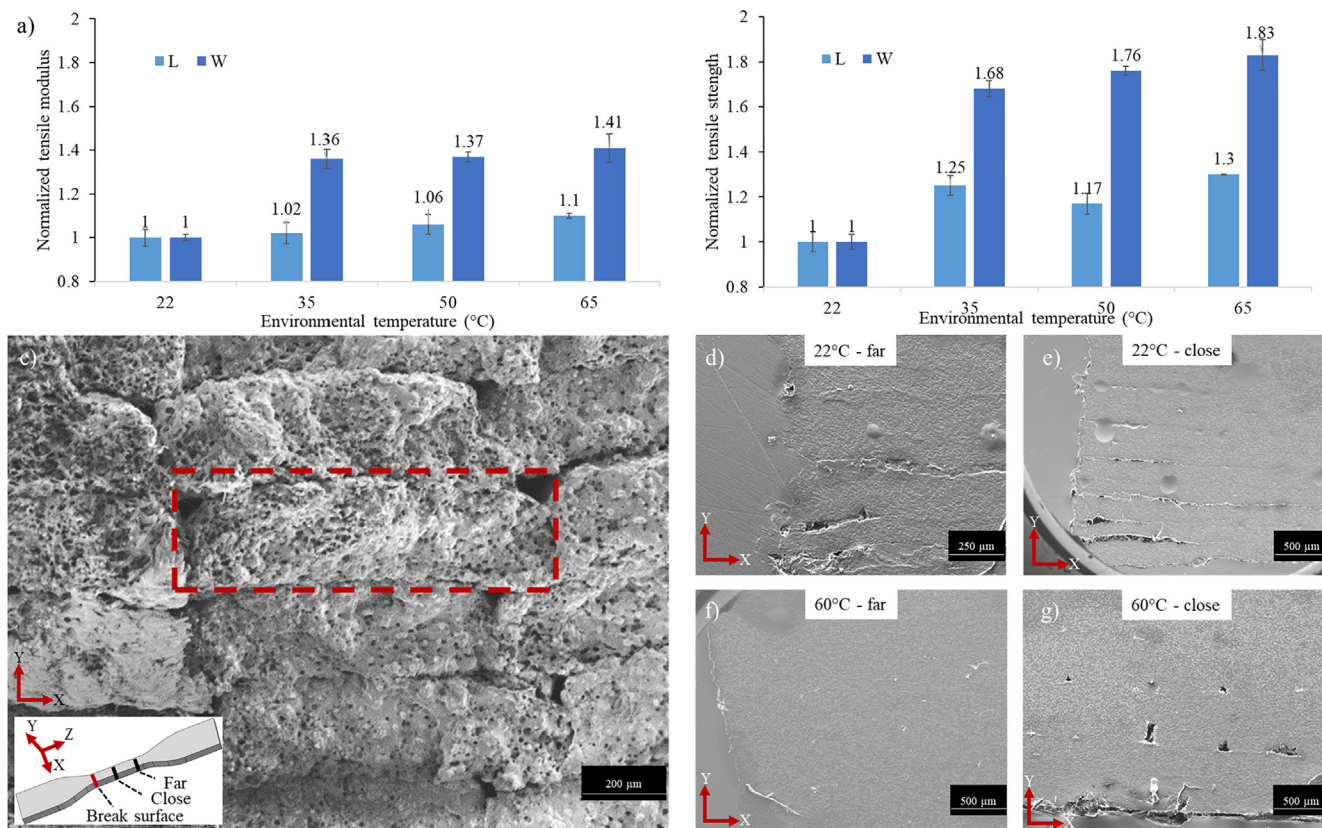 a)
Normalized tensile modulus
2
1.8
1.6
1.4
1.2
1
0.8
L
W
1
1
1.02
1.36
1.06
1.37
1.1
1.41
22
35
50
65
Environmental temperature (°C)
Normalized tensile sttength
2
1.8
1.6
1.4
1.2
1
0.8
L
W
1
1
1.25
1.68
1.17
1.76
1.3
1.83
22
35
50
65
Environmental temperature (°C)
c)
Y
X
200 µm
Y
Z
X
Far
Close
Break surface
d)
22°C - far
Y
X
250 µm
e)
22°C - close
Y
X
500 µm
f)
60°C - far
Y
X
500 µm
g)
60°C - close
Y
X
500 µm